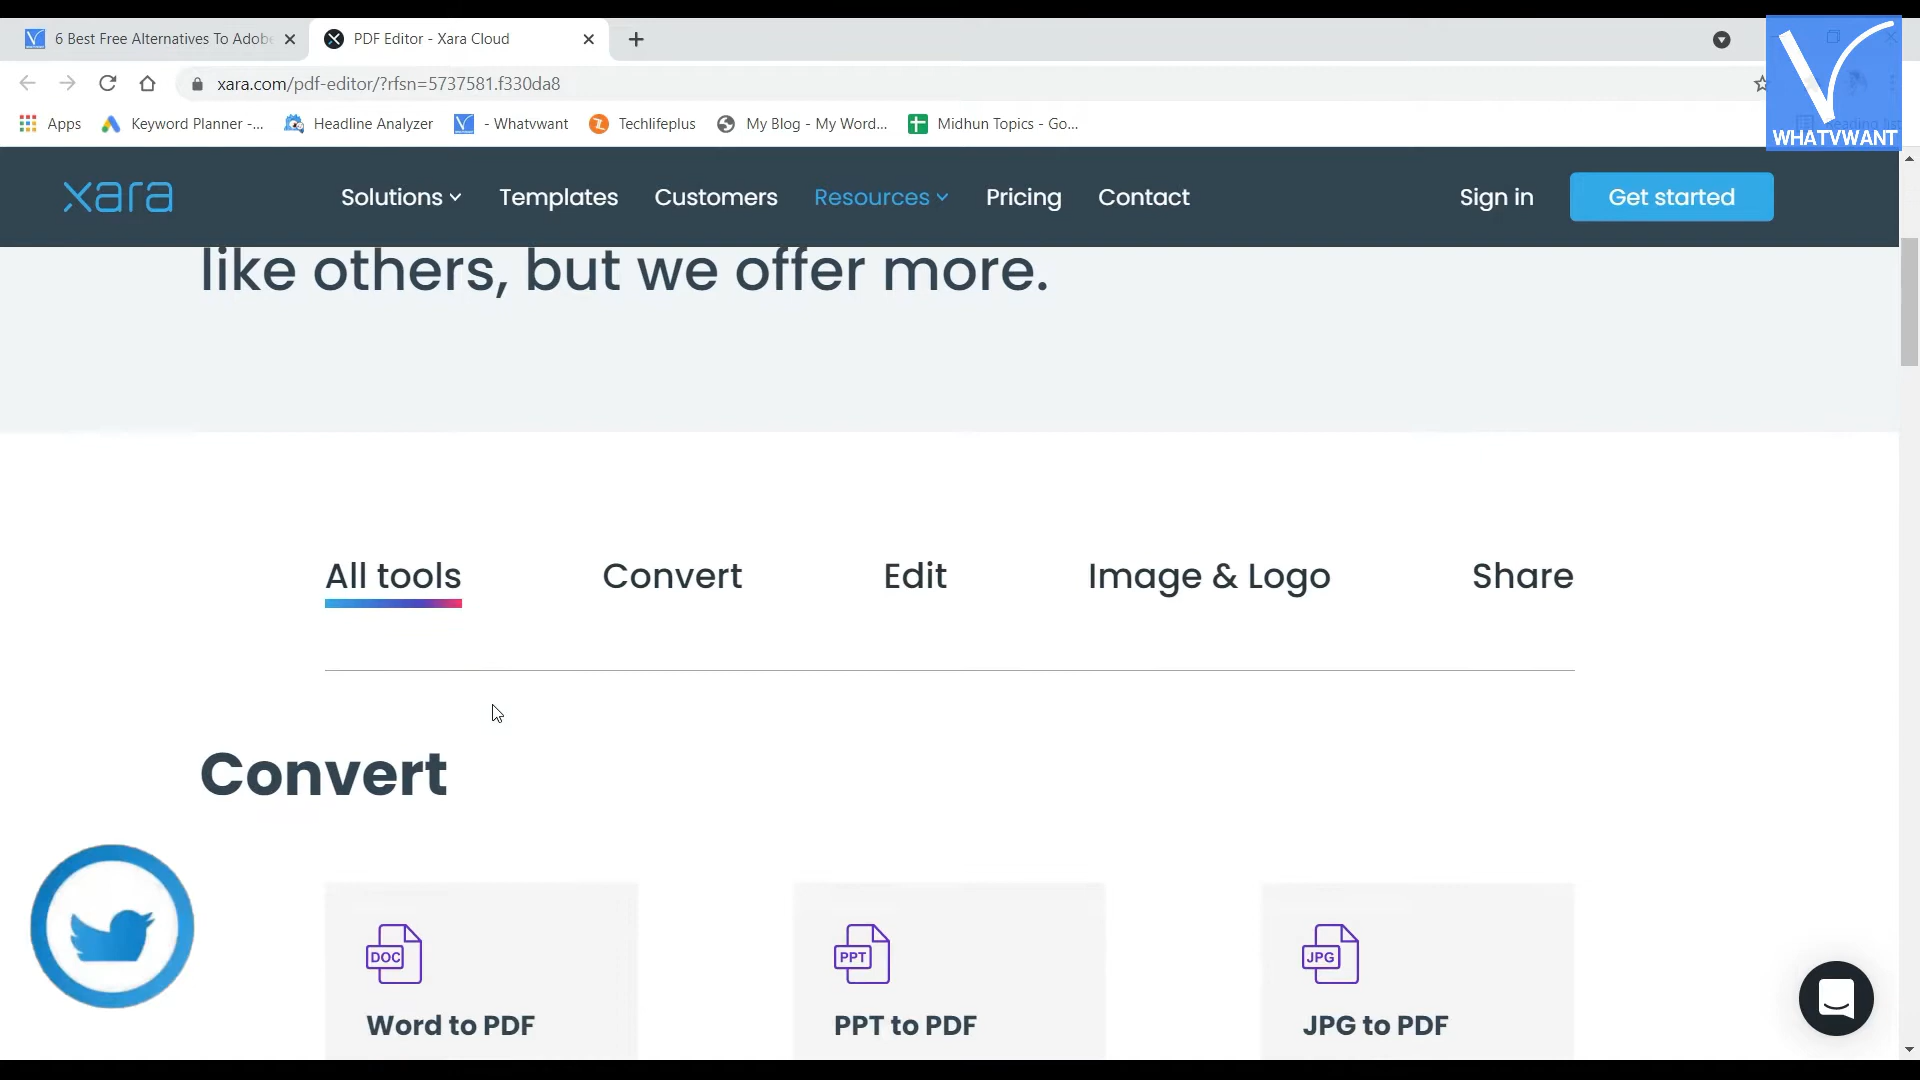 6 Best Free Alternatives To Adob
PDF Editor - Xara Cloud
xara.com/pdf-editor/?rfsn=5737581.f330da8
Apps
Keyword Planner -...
Headline Analyzer
- Whatvwant
Techlifeplus
My Blog - My Word...
Midhun Topics - Go...
WHATVWANT
xara
Solutions
Templates
Customers
Resources
Pricing
Contact
Sign in
Get started
like others, but we offer more.
All tools
Convert
Edit
Image & Logo
Share
Convert
DOC
PPT
JPG
Word to PDF
PPT to PDF
JPG to PDF